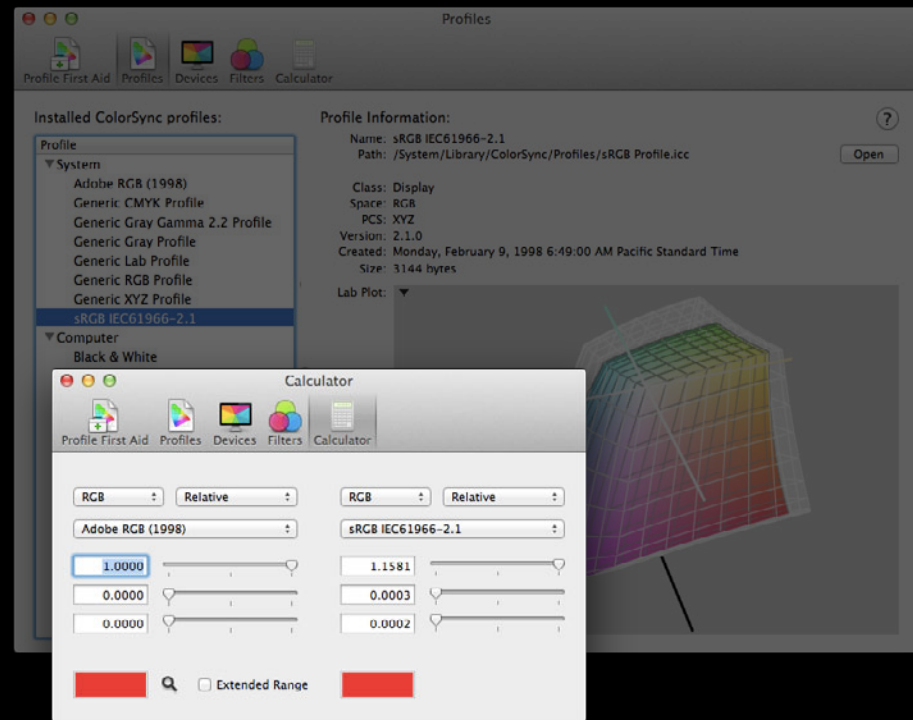 Profiles
Profile First Aid Profiles Devices Filters Calculator
Installed ColorSync profiles:
Profile
System
Adobe RGB (1998)
Generic CMYK Profile
Generic Gray Gamma 2.2 Profile
Generic Gray Profile
Generic Lab Profile
Generic RGB Profile
Generic XYZ Profile
sRGB IEC61966-2.1
Computer
Black & White
Profile Information:
?
Name: sRGB IEC61966-2.1
Path: /System/Library/ColorSync/Profiles/sRGB Profile.icc
Open
Class: Display
Space: RGB
PCS: XYZ
Version: 2.1.0
Created: Monday, February 9, 1998 6:49:00 AM Pacific Standard Time
Size: 3144 bytes
Lab Plot:
Calculator
Profile First Aid Profiles Devices Filters Calculator
RGB Relative RGB Relative
Adobe RGB (1998) sRGB IEC61966-2.1
1.0000 1.1581
0.0000 0.0003
0.0000 0.0002
Extended Range